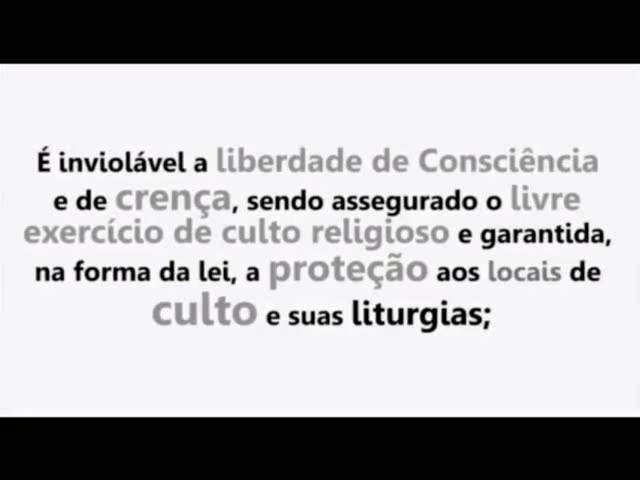 É inviolável a liberdade de Consciência
e de crença, sendo assegurado o livre
exercício de culto religioso e garantida,
na forma da lei, a proteção aos locais de
culto e suas liturgias;